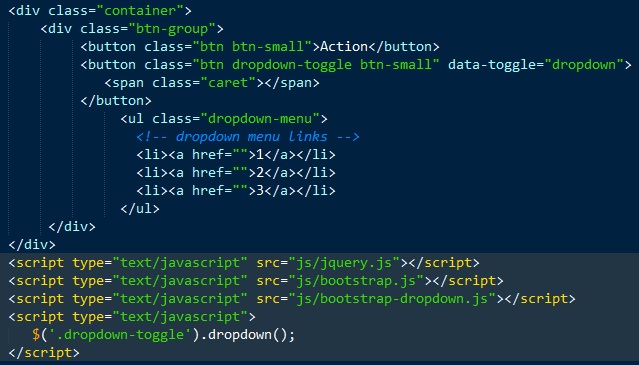 <div class="container">
    <div class="btn-group">
         <button class="btn btn-small">Action</button>
         <button class="btn dropdown-toggle btn-small" data-toggle="dropdown">
            <span class="caret"></span>
         </button>
              <ul class="dropdown-menu">
                <!-- dropdown menu links -->
                <li><a href="">1</a></li>
                <li><a href="">2</a></li>
                <li><a href="">3</a></li>
              </ul>
     </div>
</div>
<script type="text/javascript" src="js/jquery.js"></script>
<script type="text/javascript" src="js/bootstrap.js"></script>
<script type="text/javascript" src="js/bootstrap-dropdown.js"></script>
<script type="text/javascript">
   $('.dropdown-toggle').dropdown();
</script>